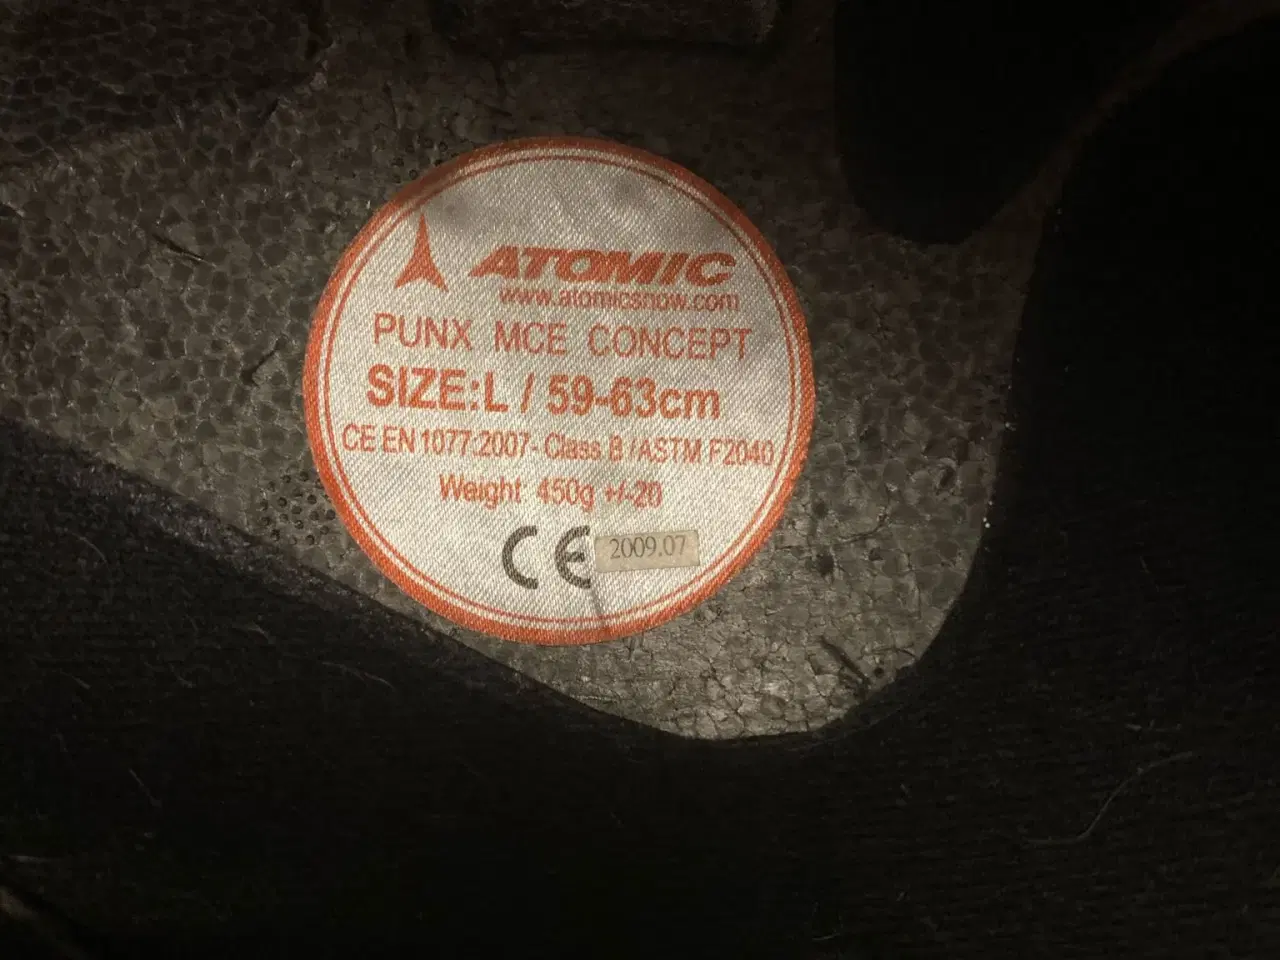 ATOMIC
www.atomicsnow.com
PUNX MCE CONCEPT
SIZE:L / 59-63cm
CE EN 1077:2007- Class B / ASTM F2040
Weight 450g +/-20
CE 2009.07